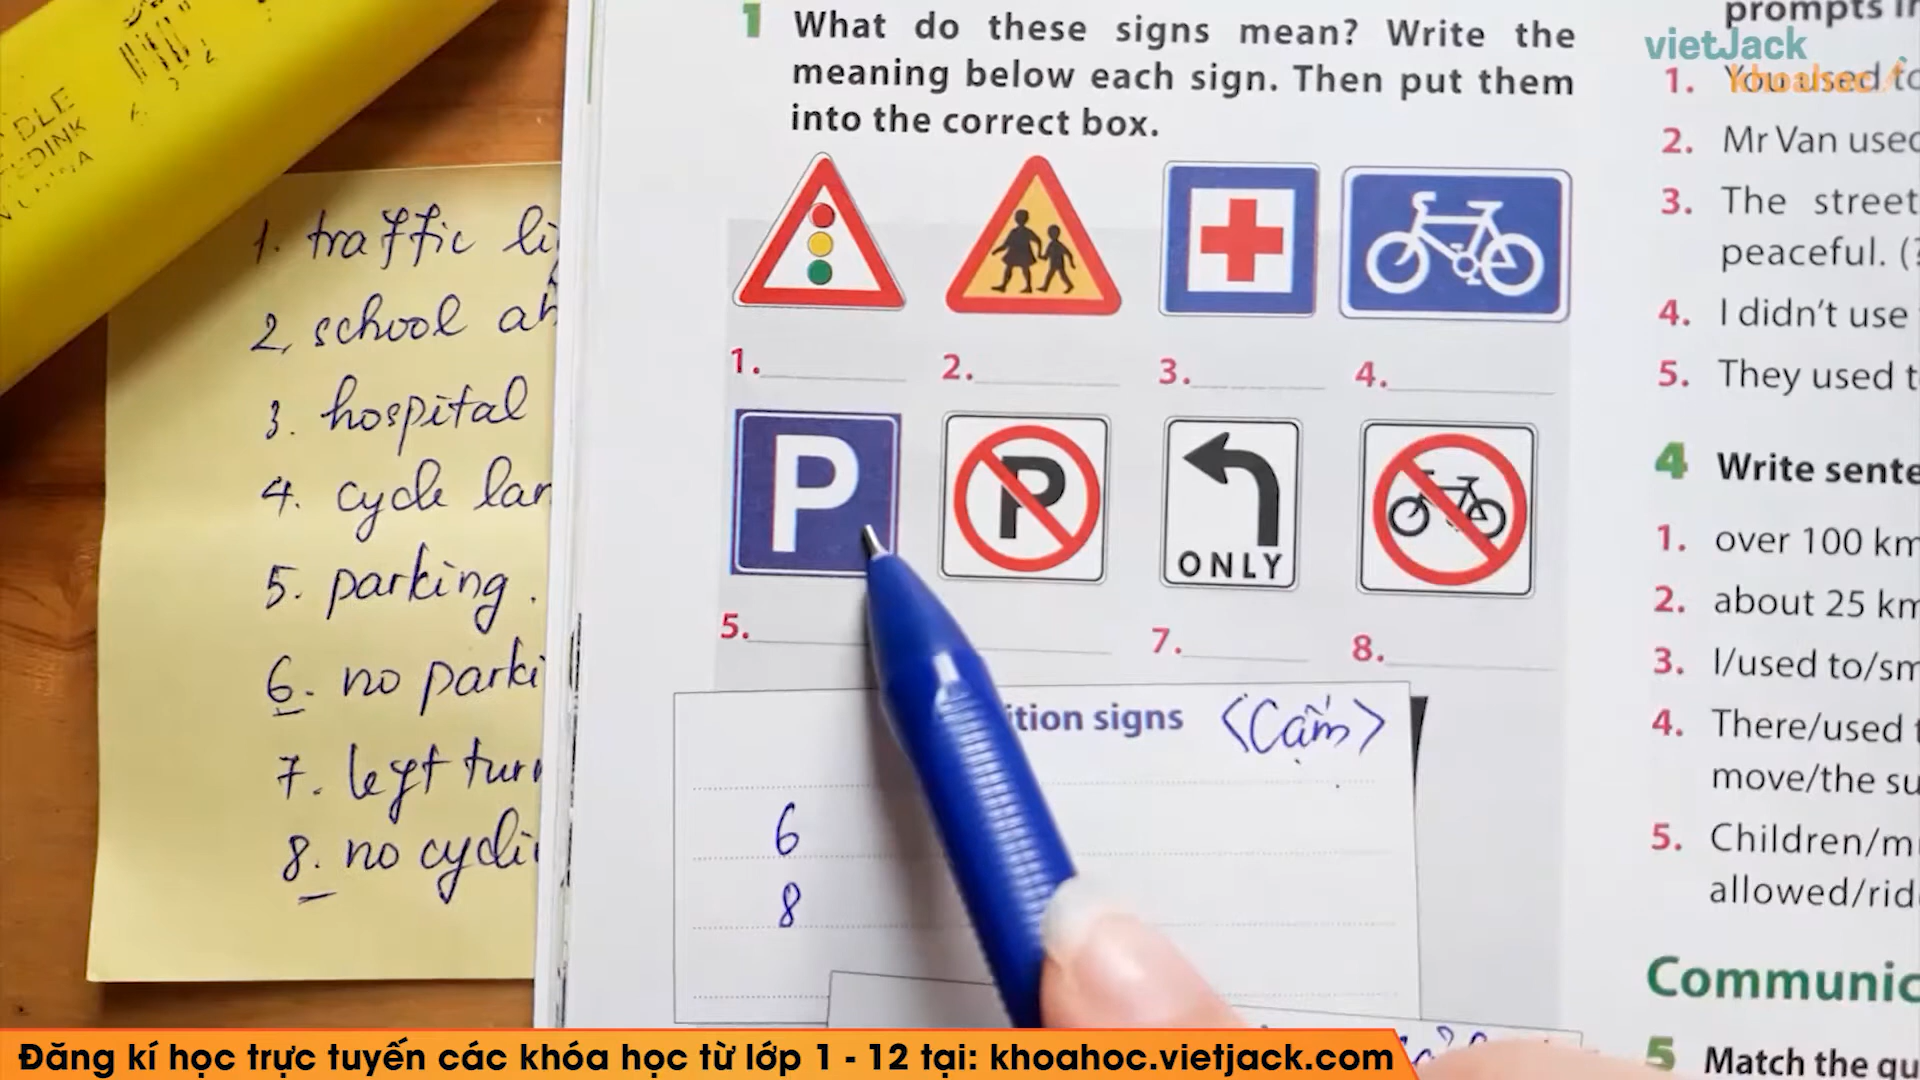 1 What do these signs mean? Write the
meaning below each sign. Then put them
into the correct box.
1.
2.
3.
4.
P
P
ONLY
5.
7.
8.
ition signs <Cấm>
6
8
1. traffic li
2. school ah
3. hospital
4. cycle lan
5. parking.
6. no parki
7. left turn
8. no cycli
prompts in
1. You used to
2. Mr Van used
3. The street
peaceful. (?
4. I didn't use
5. They used t
4 Write sente
1. over 100 km
2. about 25 km
3. I/used to/sm
4. There/used t
move/the su
5. Children/m
allowed/rid
Communic
5 Match the qu
vietJack
khoahoc
Đăng kí học trực tuyến các khóa học từ lớp 1 - 12 tại: khoahoc.vietjack.com